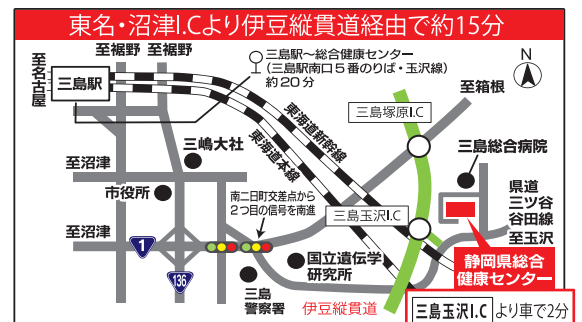 東名・沼津I.Cより伊豆縦貫道経由で約15分
至裾野
至裾野
至名古屋
三島駅
三島駅〜総合健康センター
(三島駅南口5番のりば・玉沢線)
約20分
N
東海道新幹線
東海道本線
三島塚原I.C
至箱根
三嶋大社
三島総合病院
至沼津
市役所
南二日町交差点から
2つ目の信号を南進
三島玉沢I.C
県道
三ツ谷
谷田線
至玉沢
至沼津
1
136
国立遺伝学
研究所
三島
警察署
伊豆縦貫道
静岡県総合
健康センター
三島玉沢I.C より車で2分